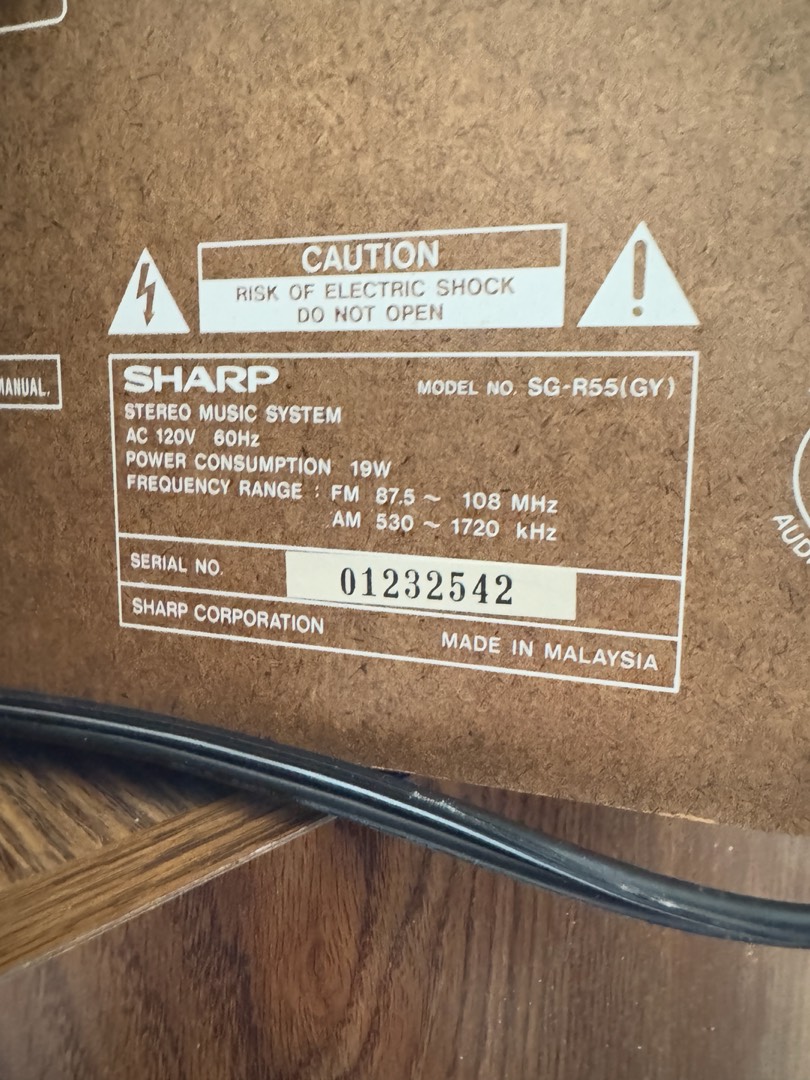 CAUTION
RISK OF ELECTRIC SHOCK
DO NOT OPEN
MANUAL.
SHARP MODEL NO. SG-R55(GY)
STEREO MUSIC SYSTEM
AC 120V 60Hz
POWER CONSUMPTION 19W
FREQUENCY RANGE : FM 87.5 ~ 108 MHz
AM 530 ~ 1720 kHz
SERIAL NO. 01232542
SHARP CORPORATION MADE IN MALAYSIA